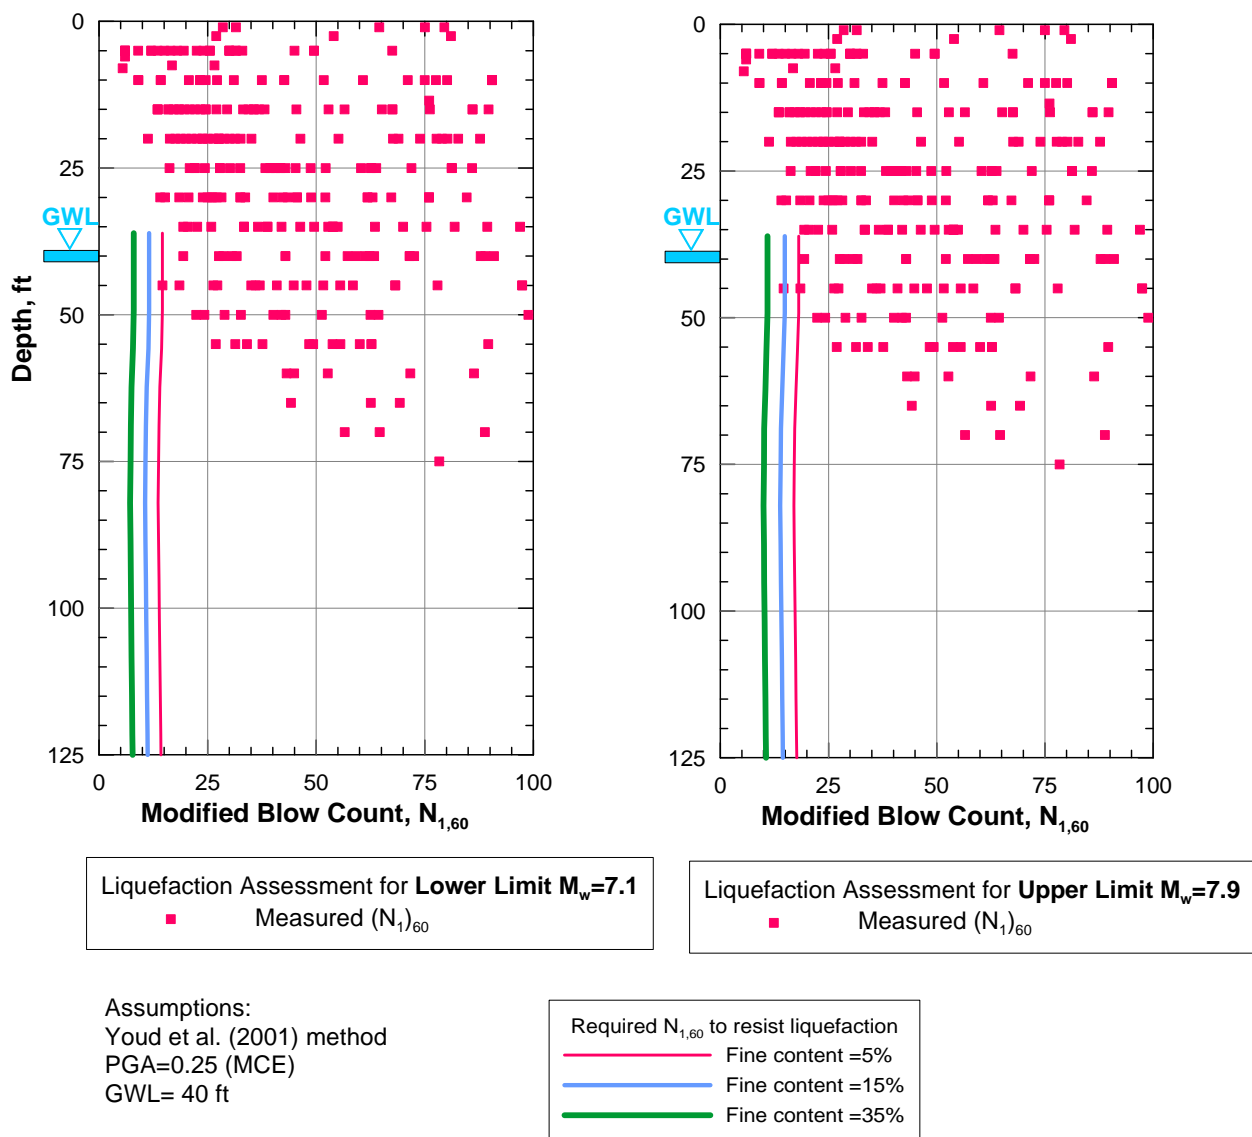 0
25
50
75
100
125
0
25
50
75
100
Depth, ft
GWL
Modified Blow Count, N1,60
0
25
50
75
100
125
0
25
50
75
100
GWL
Modified Blow Count, N1,60
Liquefaction Assessment for Lower Limit Mw=7.1
Measured (N1)60
Liquefaction Assessment for Upper Limit Mw=7.9
Measured (N1)60
Assumptions:
Youd et al. (2001) method
PGA=0.25 (MCE)
GWL= 40 ft
Required N1,60 to resist liquefaction
Fine content =5%
Fine content =15%
Fine content =35%